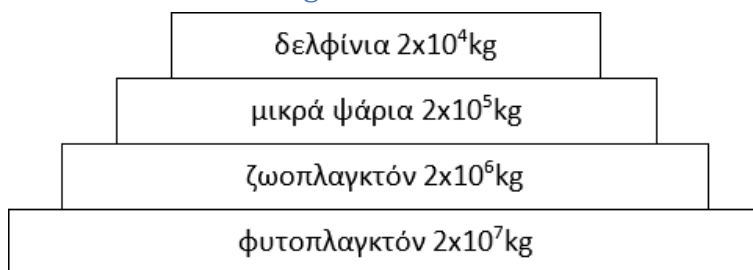 δελφίνια 2x10⁴kg
μικρά ψάρια 2x10⁵kg
ζωοπλαγκτόν 2x10⁶kg
φυτοπλαγκτόν 2x10⁷kg